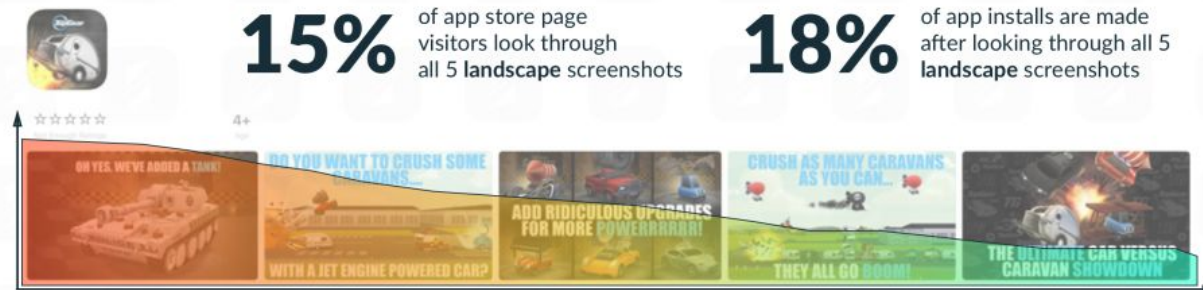 TopGear
15%
of app store page
visitors look through
all 5 landscape screenshots
18%
of app installs are made
after looking through all 5
landscape screenshots
4+
OH YES, WE'VE ADDED A TANK!
DO YOU WANT TO CRUSH SOME
CARAVANS...
WITH A JET ENGINE POWERED CAR?
ADD RIDICULOUS UPGRADES
FOR MORE POWERRRRRR!
CRUSH AS MANY CARAVANS
AS YOU CAN...
THEY ALL GO BOOM!
THE ULTIMATE CAR VERSUS
CARAVAN SHOWDOWN